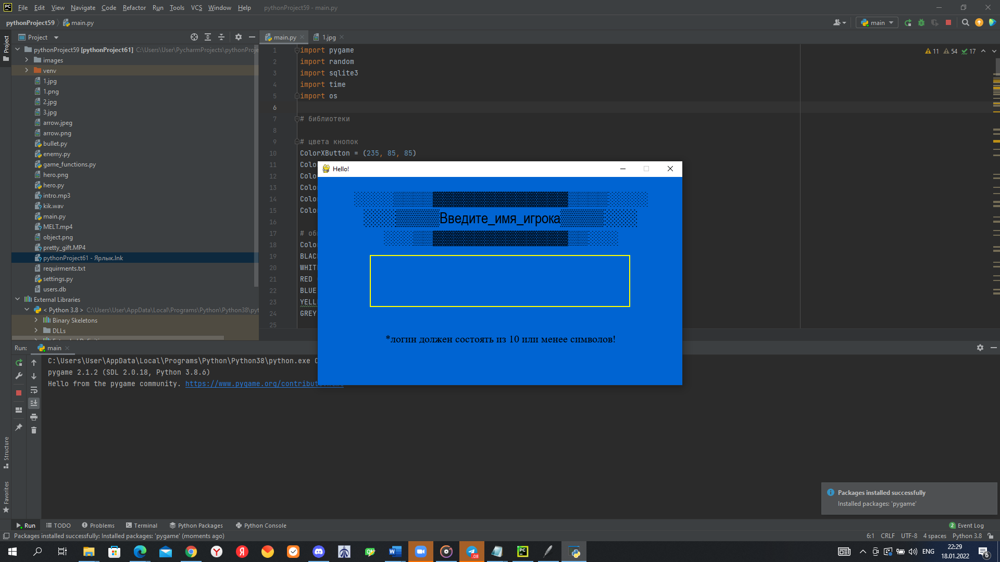 File Edit View Navigate Code Refactor Run Tools VCS Window Help pythonProject59 - main.py
pythonProject59 main.py
main
Project
Project
main.py
1.jpg
pythonProject59 [pythonProject61] C:\Users\User\PycharmProjects\pythonProje
images
venv
1.jpg
1.png
2.jpg
3.jpg
arrow.jpeg
arrow.png
bullet.py
enemy.py
game_functions.py
hero.png
hero.py
intro.mp3
kik.wav
main.py
MELT.mp4
object.png
pretty_gift.MP4
pythonProject61 - Ярлык.lnk
requirments.txt
settings.py
users.db
External Libraries
< Python 3.8 > C:\Users\User\AppData\Local\Programs\Python\Python38\pyt
Binary Skeletons
DLLs
11 54 17
1 import pygame
2 import random
3 import sqlite3
4 import time
5 import os
6
7 # библиотеки
8
9 # цвета кнопок
10 ColorXButton = (235, 85, 85)
11 Colo
12 Colo
13 Colo
14 Colo
15 Colo
16
17 # об
18 Colo
19 BLAC
20 WHIT
21 RED
22 BLUE
23 YELL
24 GREY
25
Hello!
Введите_имя_игрока
*логин должен состоять из 10 или менее символов!
Run: main
C:\Users\User\AppData\Local\Programs\Python\Python38\python.exe C
pygame 2.1.2 (SDL 2.0.18, Python 3.8.6)
Hello from the pygame community. https://www.pygame.org/contribute.html
Structure
Favorites
Packages installed successfully
Installed packages: 'pygame'
Run TODO Problems Terminal Python Packages Python Console
2 Event Log
Packages installed successfully: Installed packages: 'pygame' (moments ago)
6:1 CRLF UTF-8 4 spaces Python 3.8
ENG
22:29
18.01.2022
6